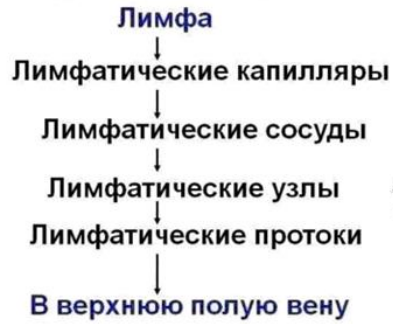 Лимфа
Лимфатические капилляры
Лимфатические сосуды
Лимфатические узлы
Лимфатические протоки
В верхнюю полую вену